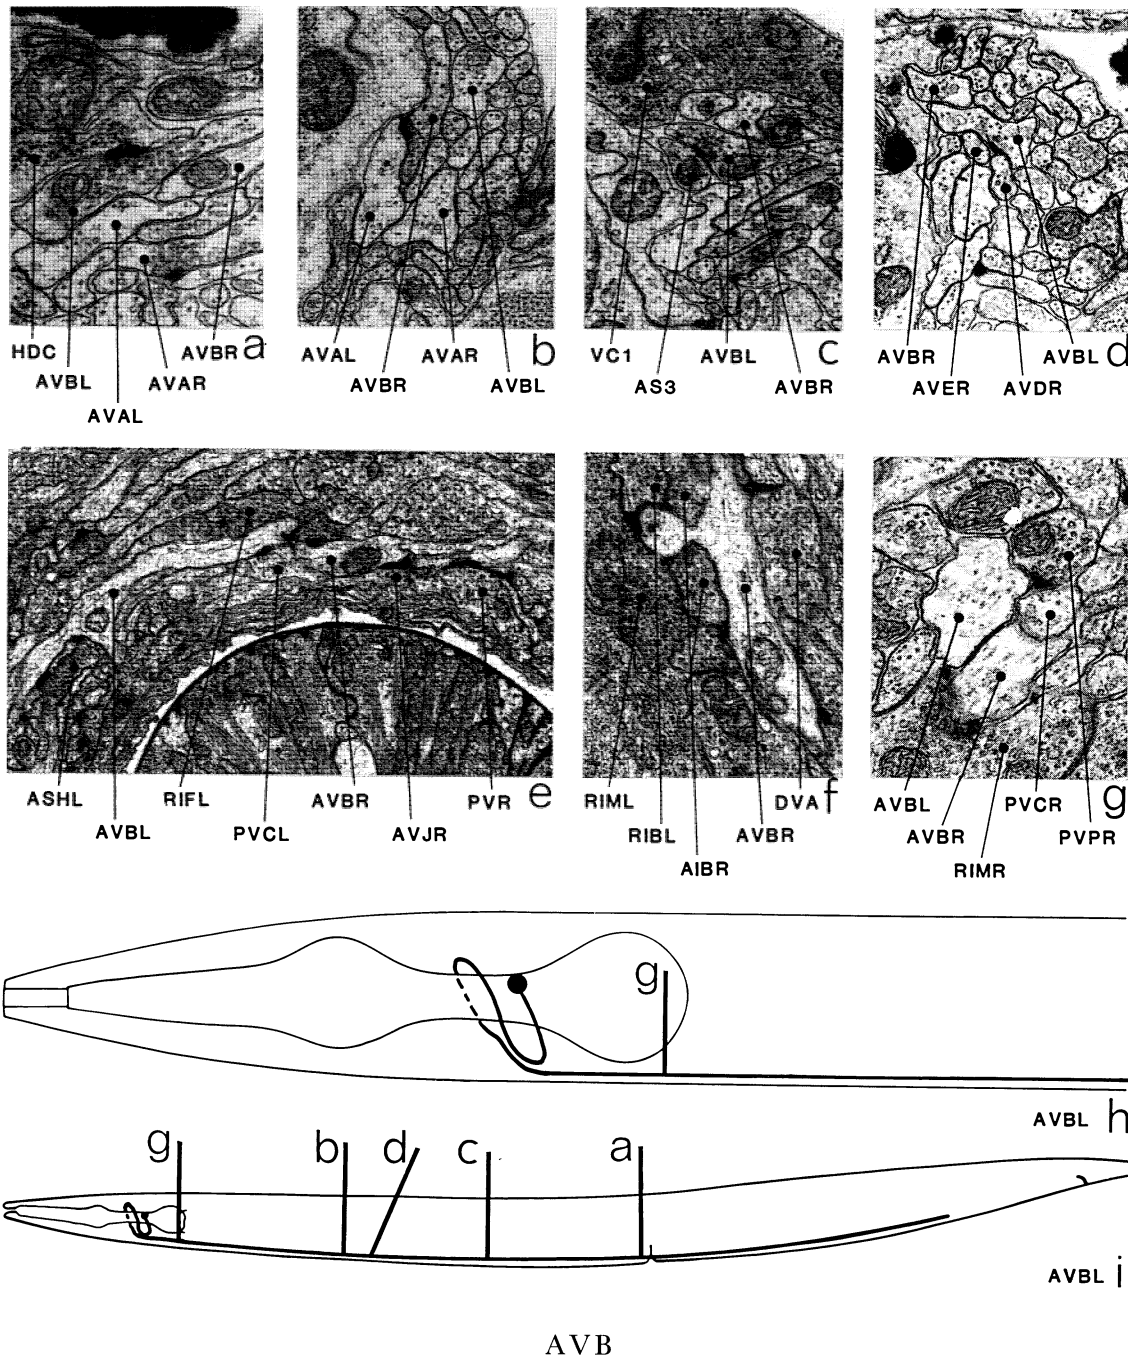 HDC AVBR a
AVBL AVAR
AVAL
AVAL AVAR b
AVBR AVBL
VC1 AVBL c
AS3 AVBR
AVBR AVBL d
AVER AVDR
ASHL RIFL AVBR PVR e
AVBL PVCL AVJR
RIML DVA f
RIBL AVBR
AIBR
AVBL PVCR g
AVBR PVPR
RIMR
g
AVBL h
g b d c a
AVBL i
AVB